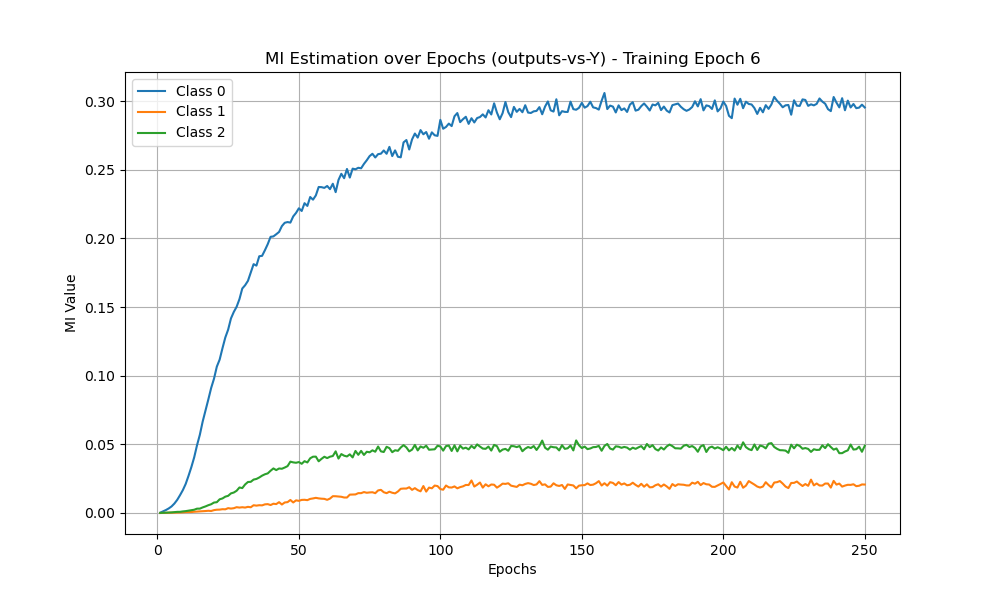 MI Estimation over Epochs (outputs-vs-Y) - Training Epoch 6
Class 0
Class 1
Class 2
MI Value
0.30
0.25
0.20
0.15
0.10
0.05
0.00
0
50
100
150
200
250
Epochs